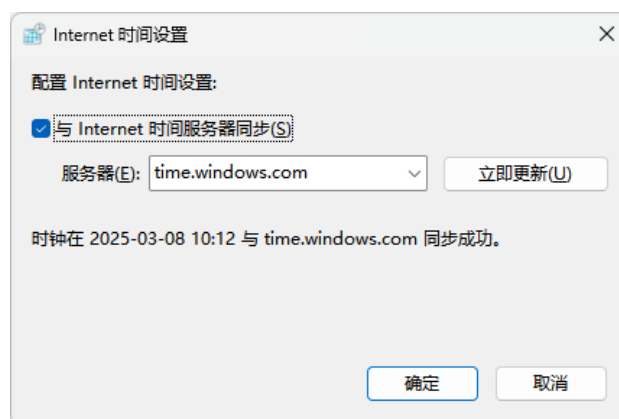 Internet 时间设置
配置 Internet 时间设置:
与 Internet 时间服务器同步(S)
服务器(E): time.windows.com 立即更新(U)
时钟在 2025-03-08 10:12 与 time.windows.com 同步成功。
确定 取消